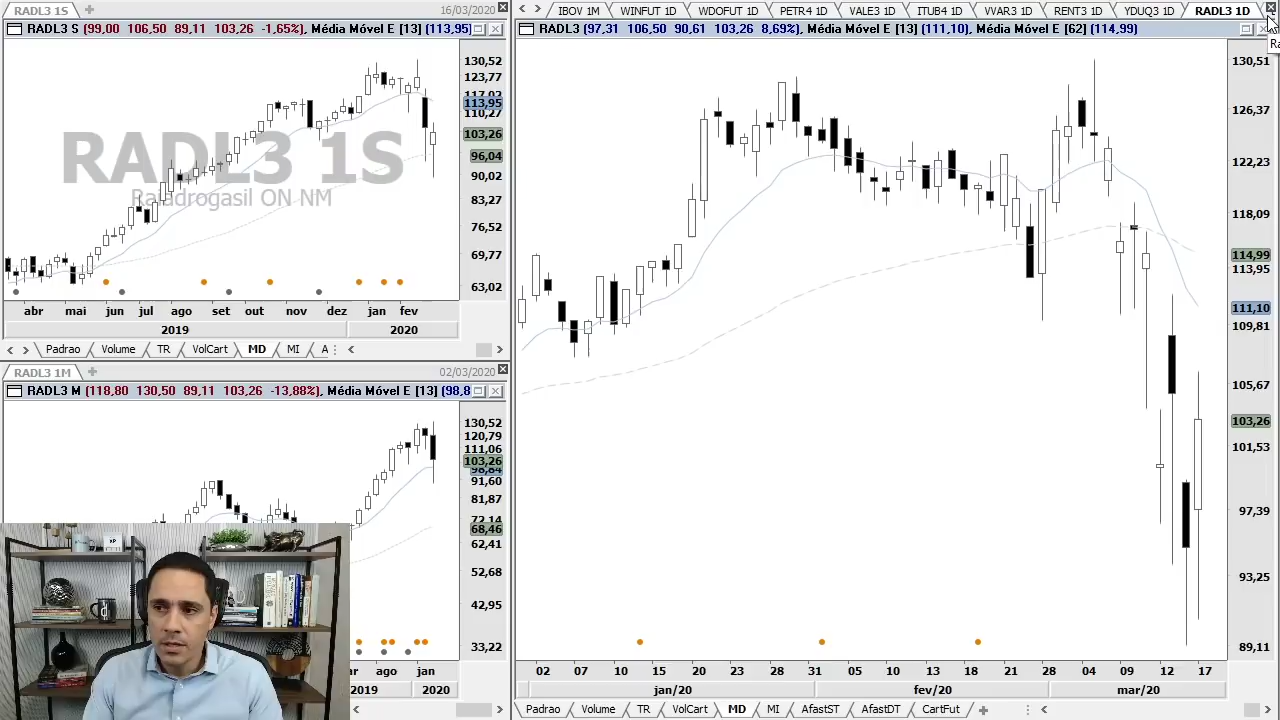 RADL3 1S
16/03/2020
RADL3 S (99,00 106,50 89,11 103,26 -1,65%), Média Móvel E [13] (113,95)
130,52
123,77
117,02
113,95
110,27
103,26
96,04
90,02
83,27
76,52
69,77
63,02
RADL3 1S
Raiadrogasil ON NM
abr mai jun jul ago set out nov dez jan fev
2019 2020
Padrao Volume TR VolCart MD MI A
RADL3 1M
02/03/2020
RADL3 M (118,80 130,50 89,11 103,26 -13,88%), Média Móvel E [13] (98,8
130,52
120,79
111,06
103,26
98,84
91,60
81,87
72,14
68,46
62,41
52,68
42,95
33,22
ago jan
2019 2020
XP
IBOV 1M WINFUT 1D WDOFUT 1D PETR4 1D VALE3 1D ITUB4 1D VVAR3 1D RENT3 1D YDUQ3 1D RADL3 1D
RADL3 (97,31 106,50 90,61 103,26 8,69%), Média Móvel E [13] (111,10), Média Móvel E [62] (114,99)
Ra
130,51
126,37
122,23
118,09
114,99
113,95
111,10
109,81
105,67
103,26
101,53
97,39
93,25
89,11
02 07 10 15 20 23 28 31 05 10 13 18 21 28 04 09 12 17
jan/20 fev/20 mar/20
Padrao Volume TR VolCart MD MI AfastST AfastDT CartFut